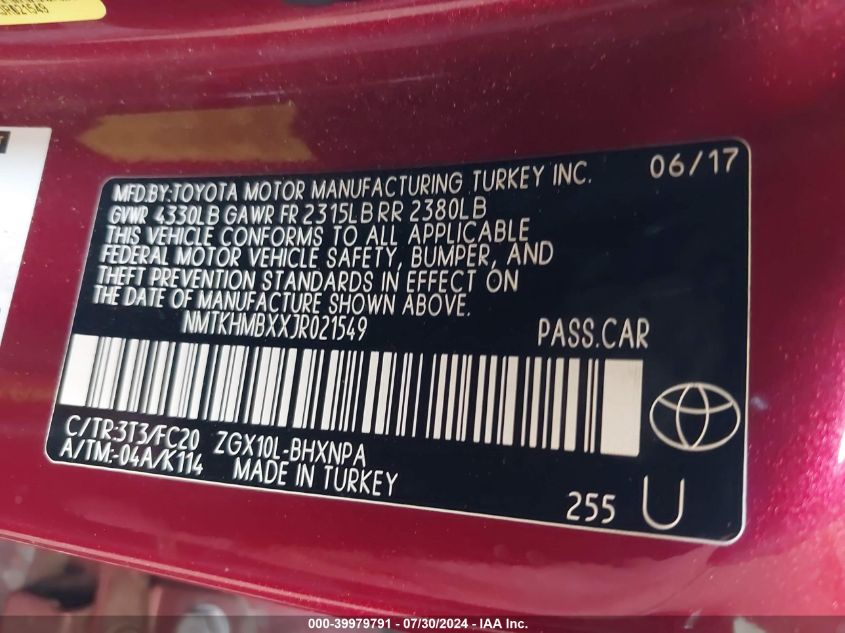 MFD.BY:TOYOTA MOTOR MANUFACTURING TURKEY INC. 06/17
GVWR 4330LB GAWR FR 2315LB RR 2380LB
THIS VEHICLE CONFORMS TO ALL APPLICABLE
FEDERAL MOTOR VEHICLE SAFETY, BUMPER, AND
THEFT PREVENTION STANDARDS IN EFFECT ON
THE DATE OF MANUFACTURE SHOWN ABOVE.
NMTKHMBXXJR021549 PASS.CAR
C/TR:3T3/FC20 ZGX10L-BHXNPA
A/TM:-04A/K114 MADE IN TURKEY
255 U
000-39979791 / 07/30/2024 - IAA Inc.